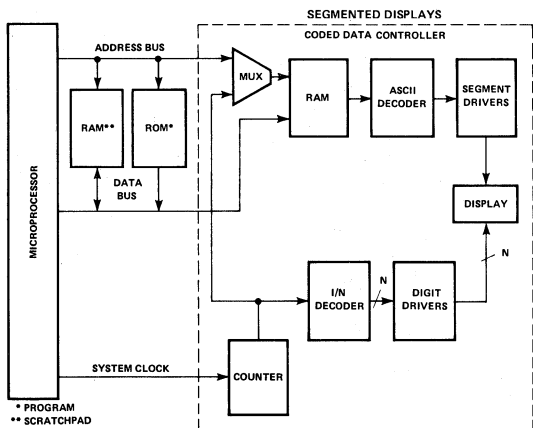 SEGMENTED DISPLAYS
CODED DATA CONTROLLER
ADDRESS BUS
MUX
RAM
ASCII
DECODER
SEGMENT
DRIVERS
RAM**
ROM*
DATA
BUS
DISPLAY
MICROPROCESSOR
N
I/N
DECODER
N
DIGIT
DRIVERS
SYSTEM CLOCK
COUNTER
* PROGRAM
** SCRATCHPAD